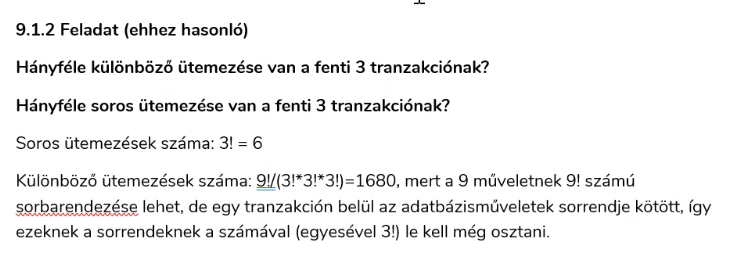 9.1.2 Feladat (ehhez hasonló)
Hányféle különböző ütemezése van a fenti 3 tranzakciónak?
Hányféle soros ütemezése van a fenti 3 tranzakciónak?
Soros ütemezések száma: 3! = 6
Különböző ütemezések száma: 9!/(3!*3!*3!)=1680, mert a 9 műveletnek 9! számú
sorbarendezése lehet, de egy tranzakción belül az adatbázisműveletek sorrendje kötött, így
ezeknek a sorrendeknek a számával (egyesével 3!) le kell még osztani.